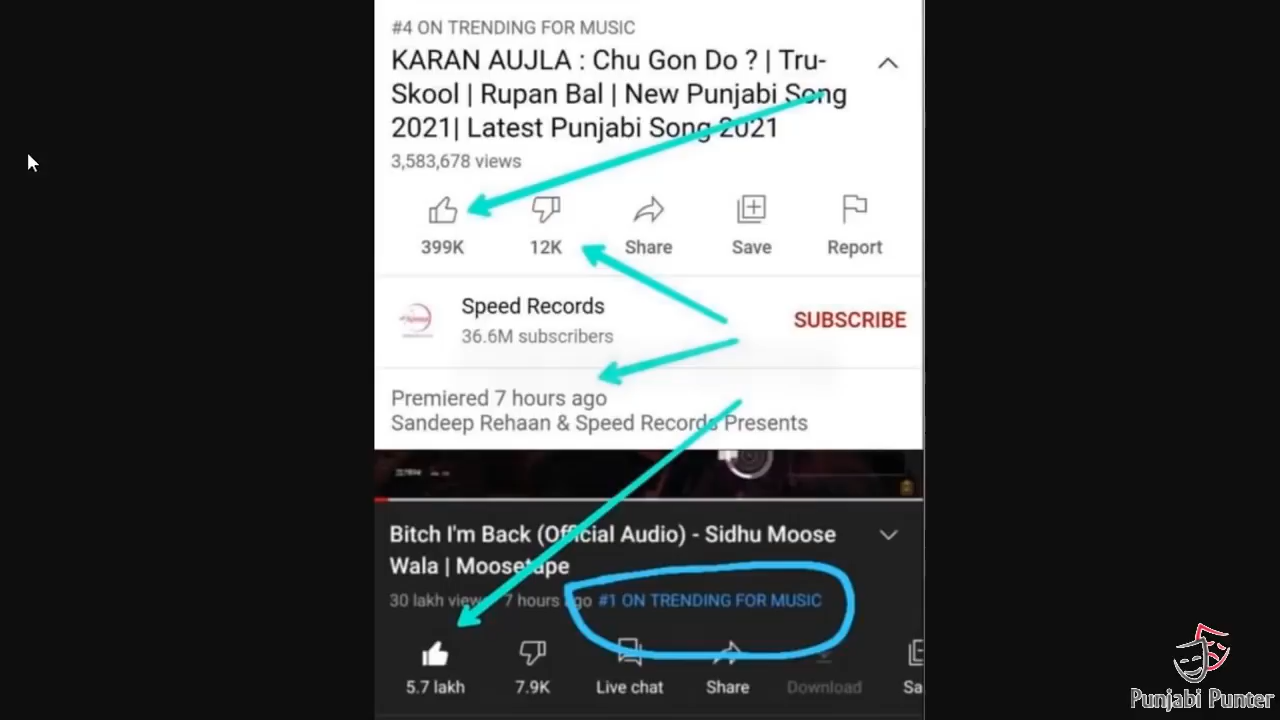 #4 ON TRENDING FOR MUSIC
KARAN AUJLA : Chu Gon Do ? | Tru-
Skool | Rupan Bal | New Punjabi Song
2021| Latest Punjabi Song 2021
3,583,678 views
399K 12K Share Save Report
Speed Records
36.6M subscribers
SUBSCRIBE
Premiered 7 hours ago
Sandeep Rehaan & Speed Records Presents
Bitch I'm Back (Official Audio) - Sidhu Moose
Wala | Moosetape
30 lakh views 7 hours ago #1 ON TRENDING FOR MUSIC
5.7 lakh 7.9K Live chat Share Download Sa
Punjabi Punter